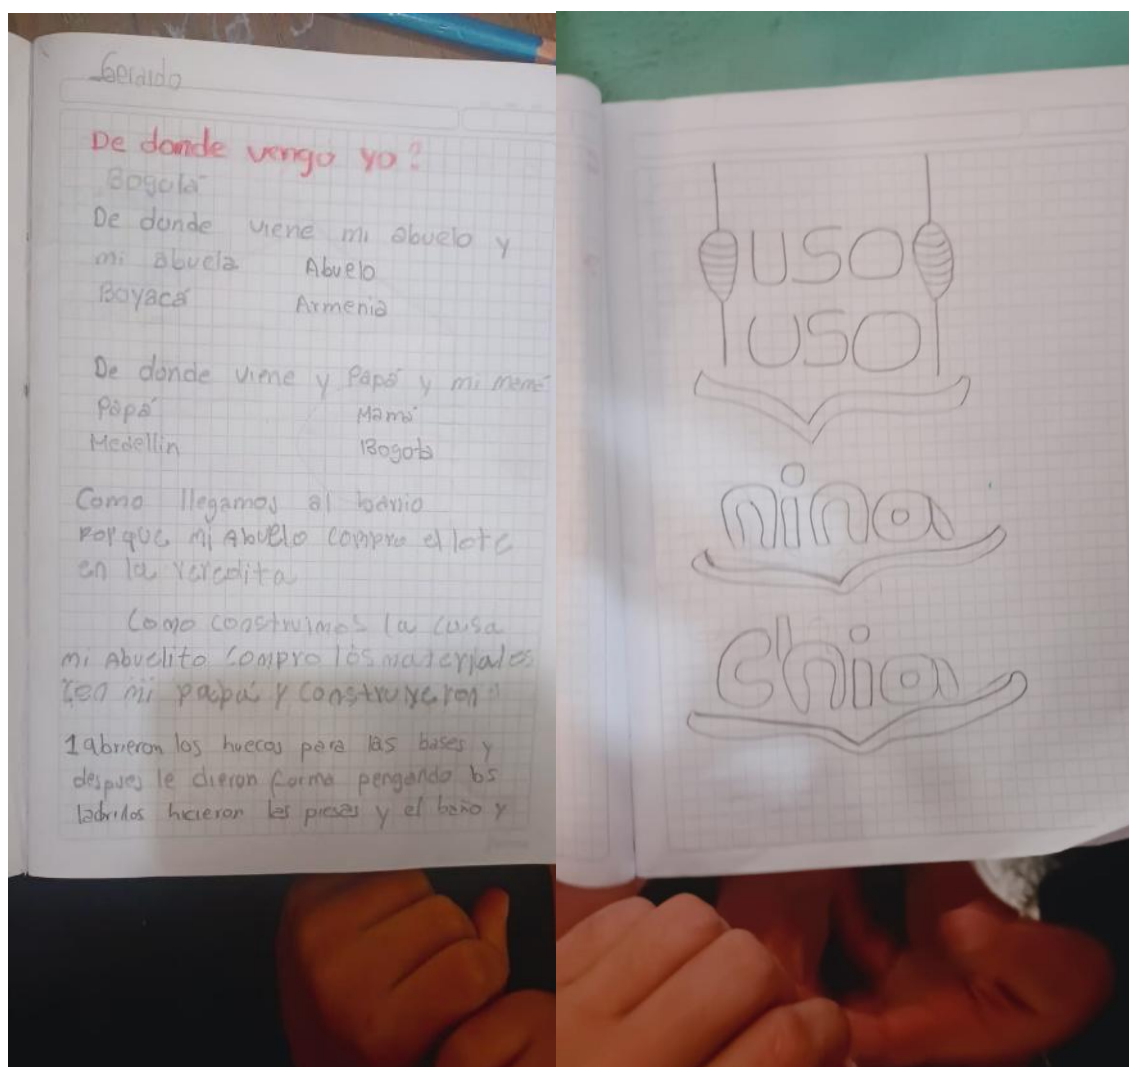 Gerardo
De donde vengo yo?
Bogotá
De donde viene mi abuelo y
mi abuela Abuelo
Boyacá Armenia
De donde viene y Papá y mi mamá
Papá Mamá
Medellin Bogota
Como llegamos al barrio
Porque mi Abuelo compro el lote
en la veredita
Como construimos la casa
mi Abuelito compro los materiales
con mi papá y construyeron
1 abrieron los huecos para las bases y
despues le dieron forma pengando los
ladrillos hicieron las piesas y el baño y
USO
USO
nina
chia